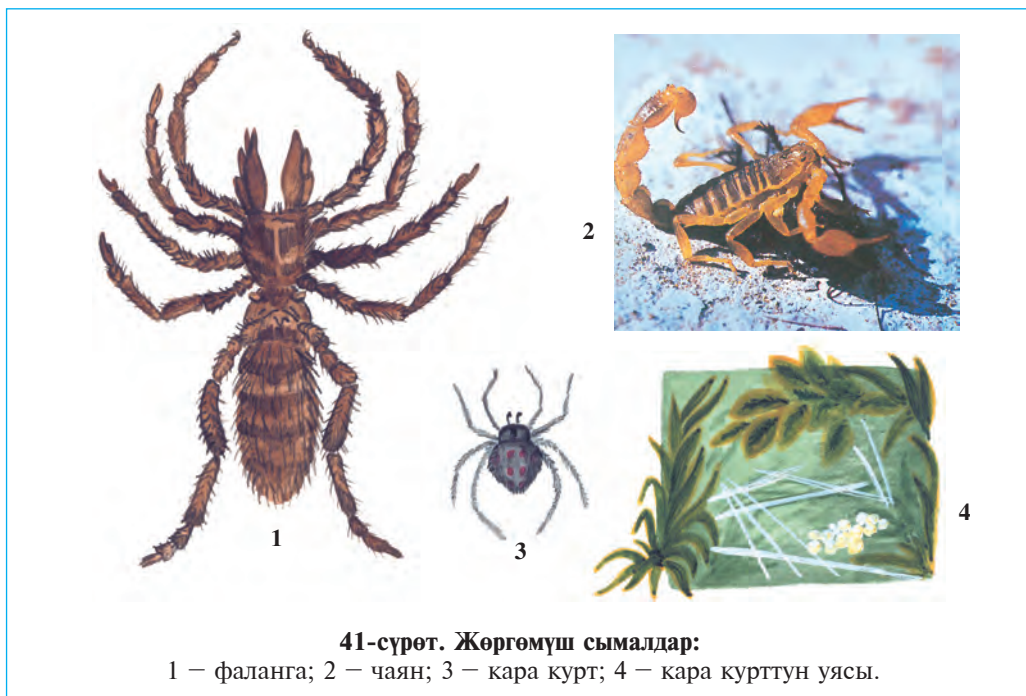 2
1
3
4
41-сүрөт. Жөргөмүш сымалдар:
1 — фаланга; 2 — чаян; 3 — кара курт; 4 — кара курттун уясы.